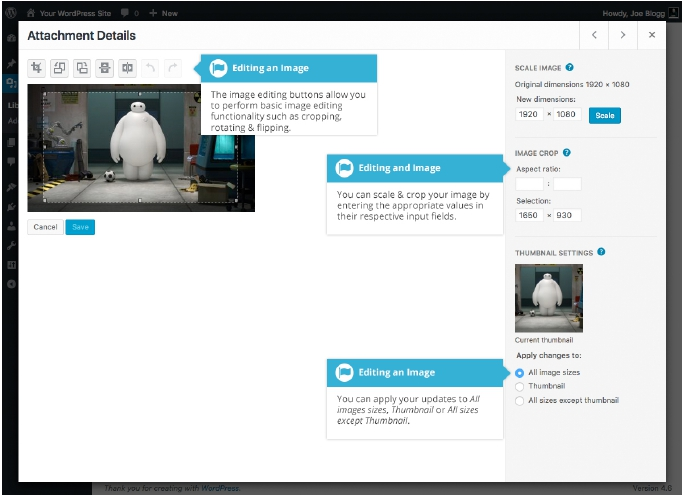 Your WordPress Site 0 + New
Howdy, Joe Blogg
Attachment Details
Editing an Image
The image editing buttons allow you
to perform basic image editing
functionality such as cropping,
rotating & flipping.
Cancel
Save
SCALE IMAGE ?
Original dimensions 1920 × 1080
New dimensions:
1920 × 1080 Scale
Editing and Image
You can scale & crop your image by
entering the appropriate values in
their respective input fields.
IMAGE CROP ?
Aspect ratio:
:
Selection:
1650 × 930
THUMBNAIL SETTINGS ?
Current thumbnail
Apply changes to:
All image sizes
Thumbnail
All sizes except thumbnail
Editing an Image
You can apply your updates to All
images sizes, Thumbnail or All sizes
except Thumbnail.
Lib
Ad
Thank you for creating with WordPress.
Version 4.8